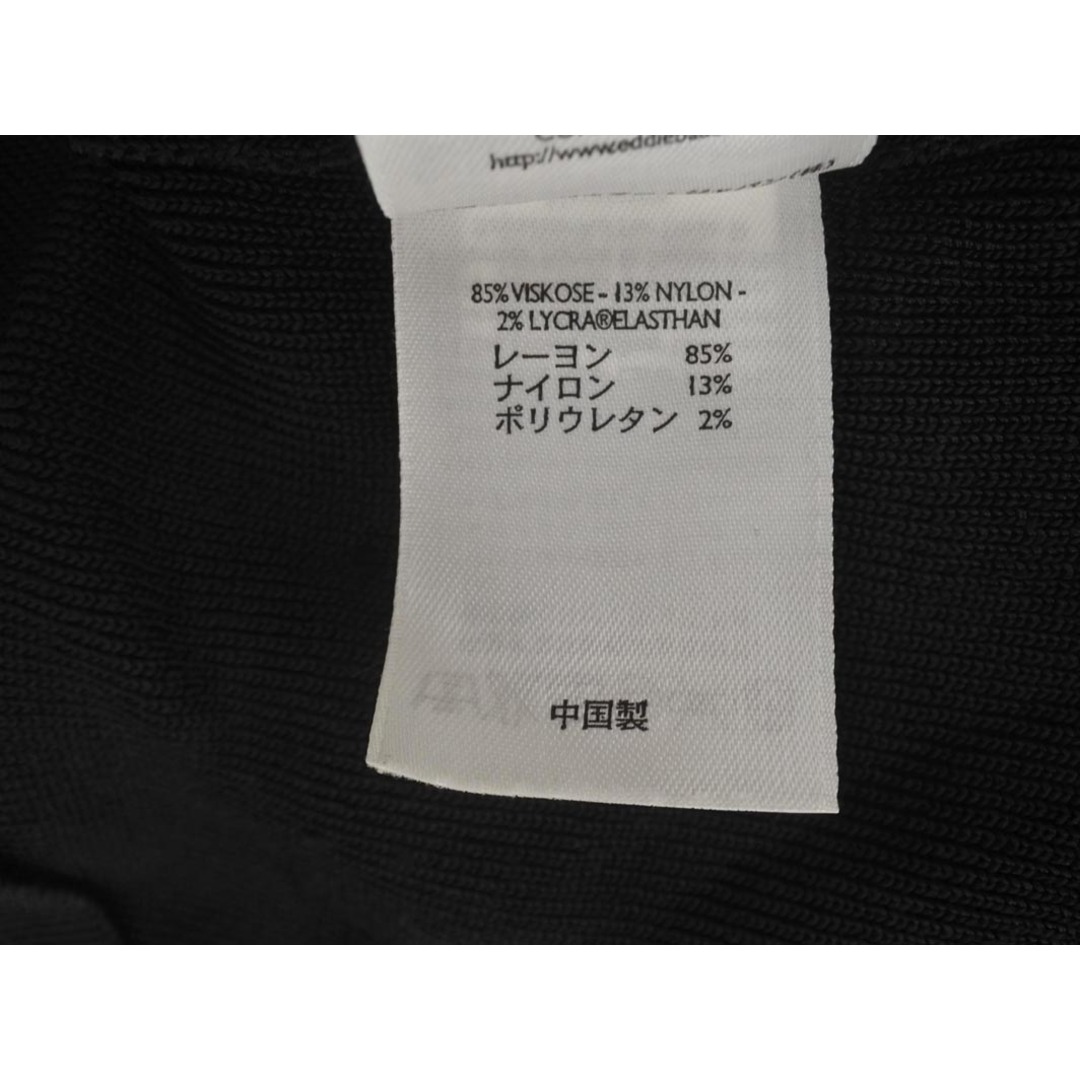 http://www.eddieba
85% VISKOSE - 13% NYLON -
2% LYCRA®ELASTHAN
レーヨン 85%
ナイロン 13%
ポリウレタン 2%
中国製